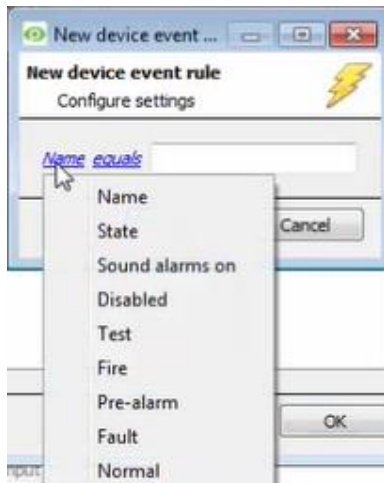 New device event ...
New device event rule
Configure settings
Name equals
Name
State
Cancel
Sound alarms on
Disabled
Test
Fire
Pre-alarm
OK
Fault
Normal